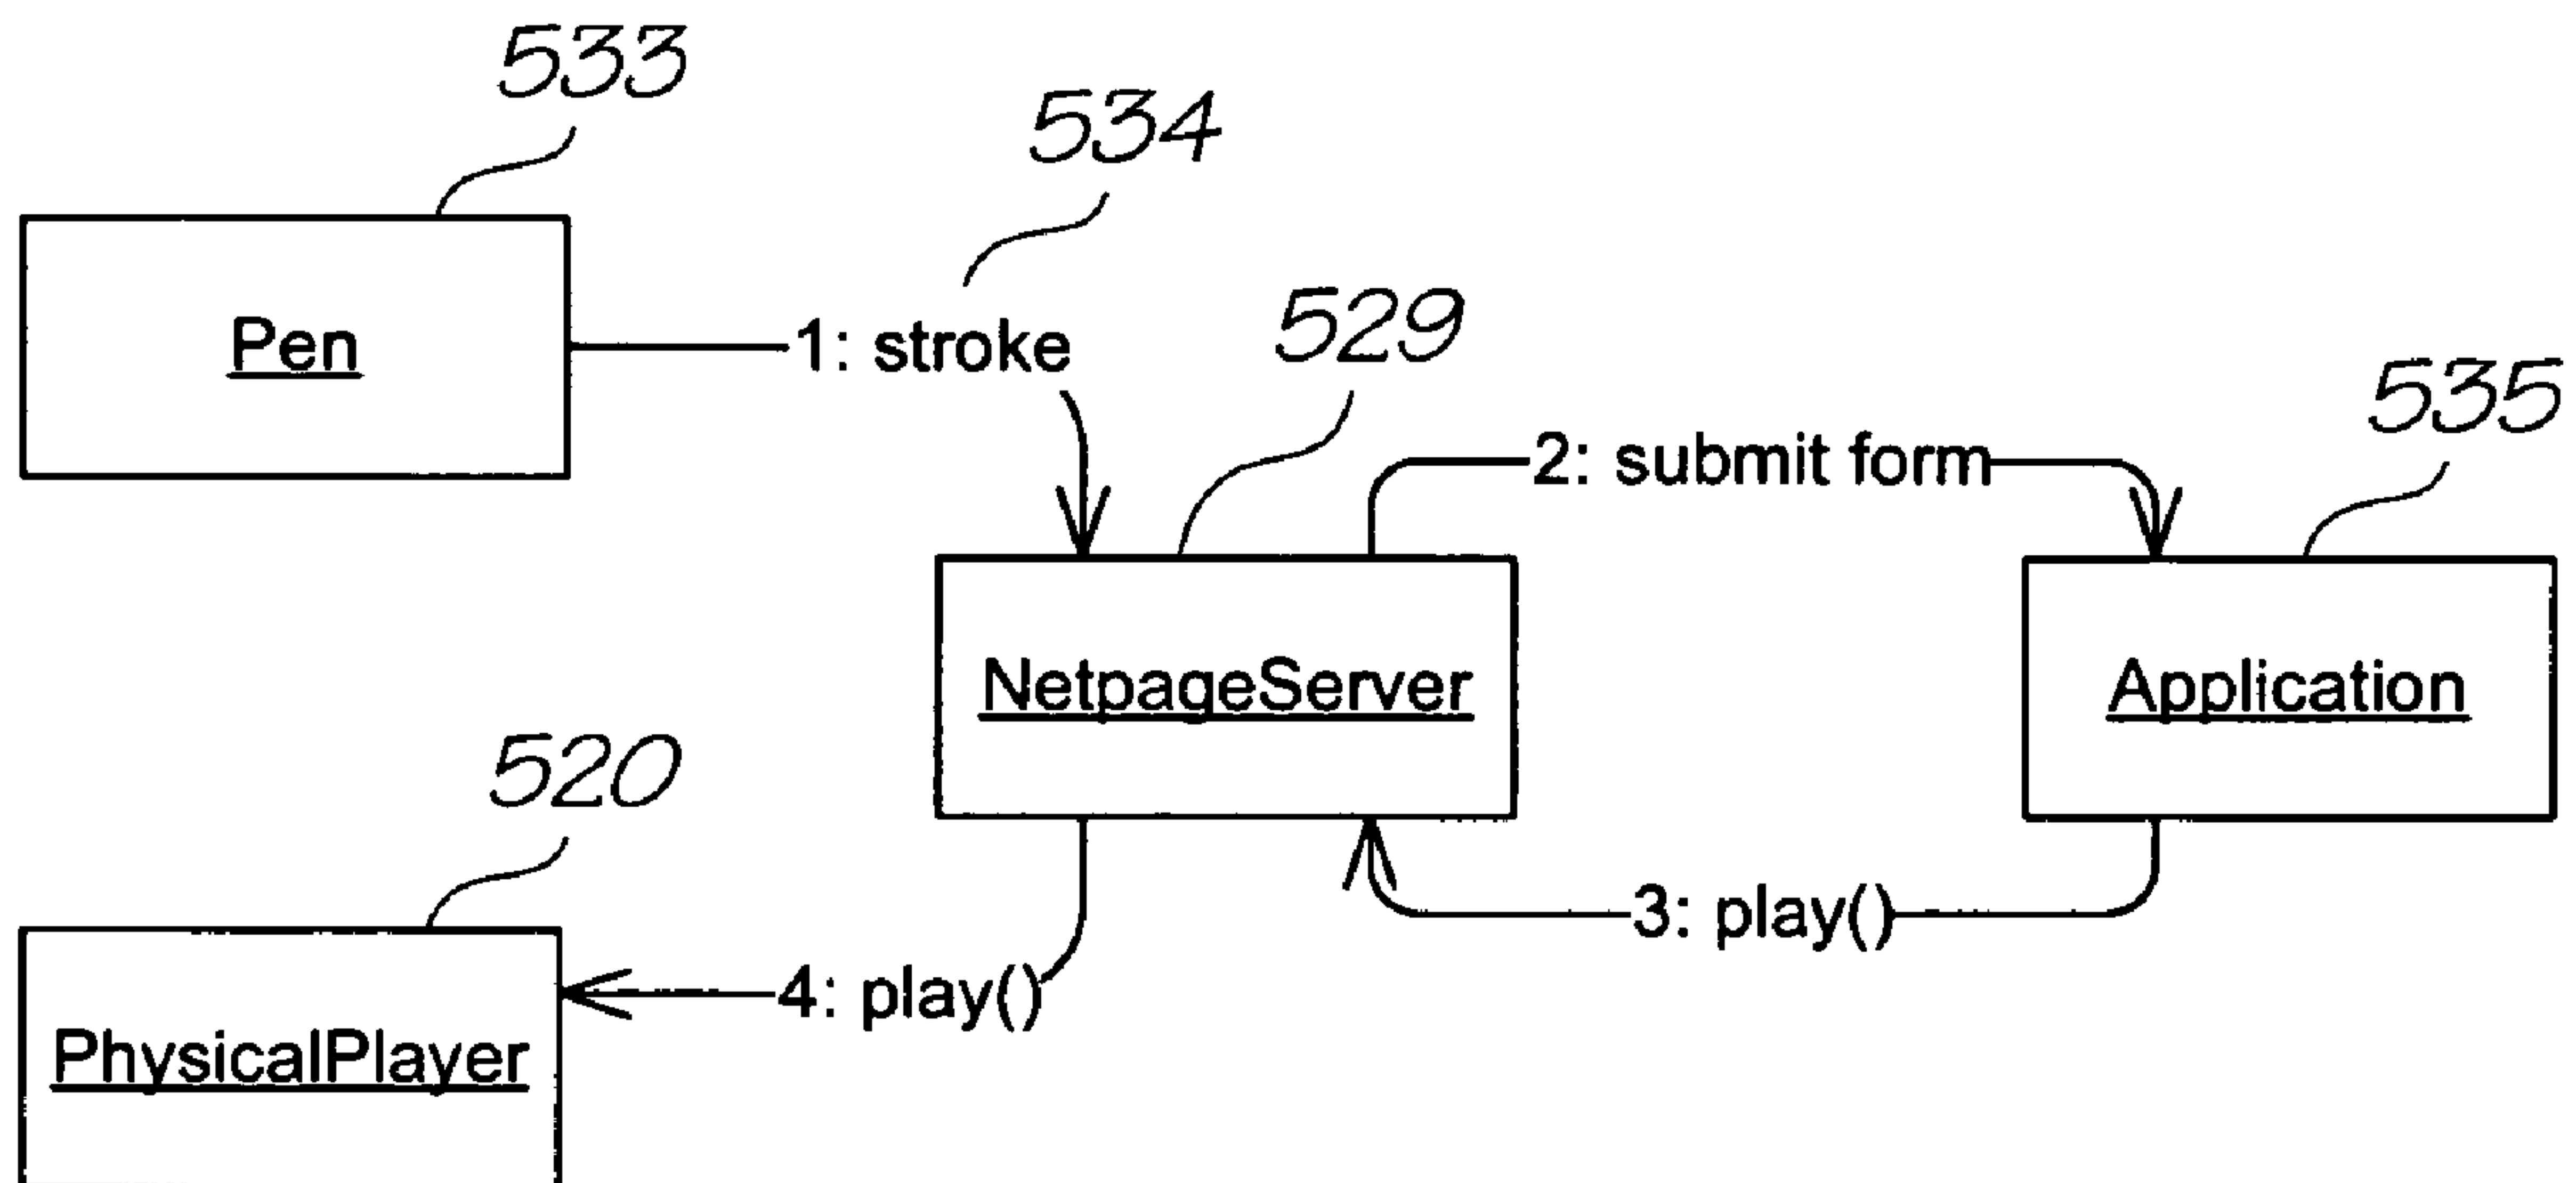 533
534
Pen
1: stroke
529
535
2: submit form
NetpageServer
Application
520
3: play()
4: play()
PhysicalPlayer